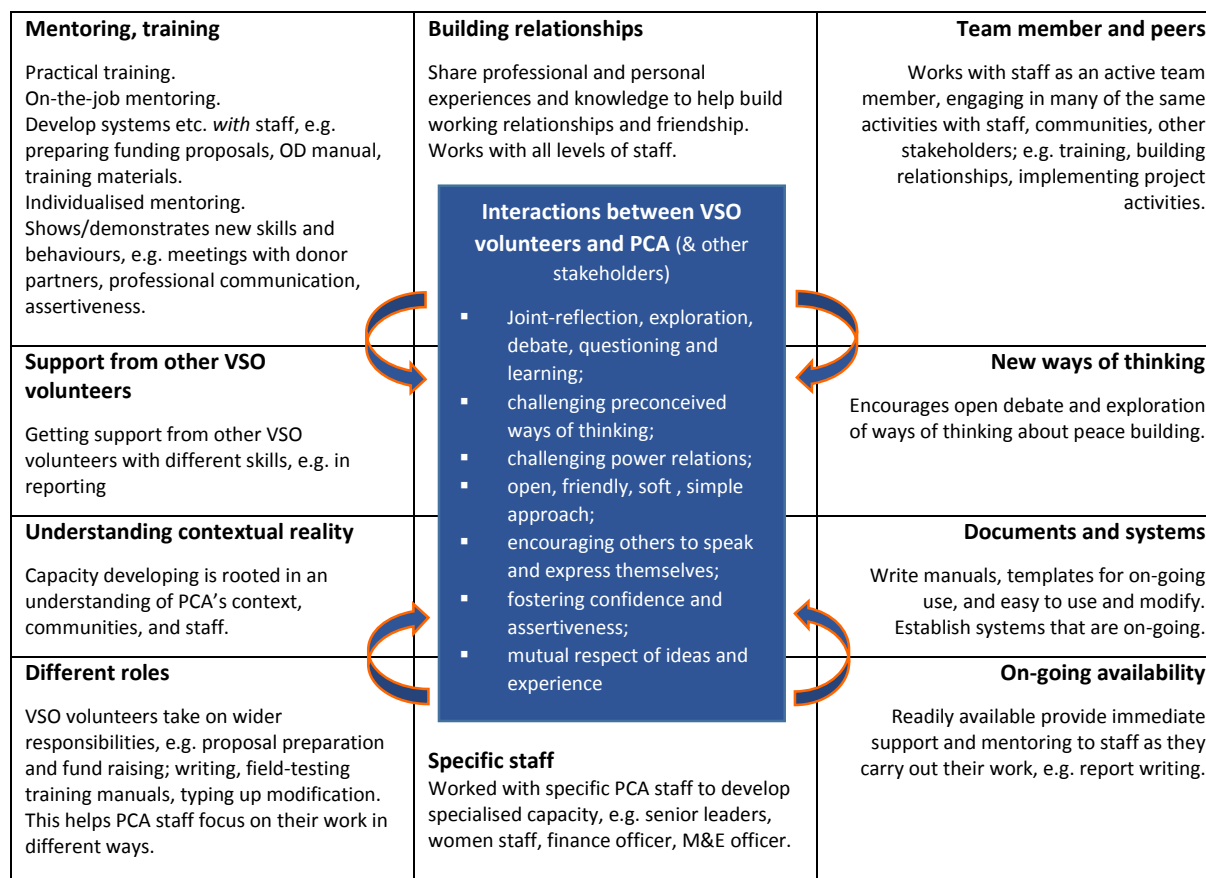 Mentoring, training
Practical training.
On-the-job mentoring.
Develop systems etc. with staff, e.g.
preparing funding proposals, OD manual,
training materials.
Individualised mentoring.
Shows/demonstrates new skills and
behaviours, e.g. meetings with donor
partners, professional communication,
assertiveness.
Building relationships
Share professional and personal
experiences and knowledge to help build
working relationships and friendship.
Works with all levels of staff.
Team member and peers
Works with staff as an active team
member, engaging in many of the same
activities with staff, communities, other
stakeholders; e.g. training, building
relationships, implementing project
activities.
Interactions between VSO
volunteers and PCA (& other
stakeholders)
▪ Joint-reflection, exploration,
debate, questioning and
learning;
▪ challenging preconceived
ways of thinking;
▪ challenging power relations;
▪ open, friendly, soft , simple
approach;
▪ encouraging others to speak
and express themselves;
▪ fostering confidence and
assertiveness;
▪ mutual respect of ideas and
experience
Support from other VSO
volunteers
Getting support from other VSO
volunteers with different skills, e.g. in
reporting
New ways of thinking
Encourages open debate and exploration
of ways of thinking about peace building.
Understanding contextual reality
Capacity developing is rooted in an
understanding of PCA’s context,
communities, and staff.
Documents and systems
Write manuals, templates for on-going
use, and easy to use and modify.
Establish systems that are on-going.
Different roles
VSO volunteers take on wider
responsibilities, e.g. proposal preparation
and fund raising; writing, field-testing
training manuals, typing up modification.
This helps PCA staff focus on their work in
different ways.
Specific staff
Worked with specific PCA staff to develop
specialised capacity, e.g. senior leaders,
women staff, finance officer, M&E officer.
On-going availability
Readily available provide immediate
support and mentoring to staff as they
carry out their work, e.g. report writing.